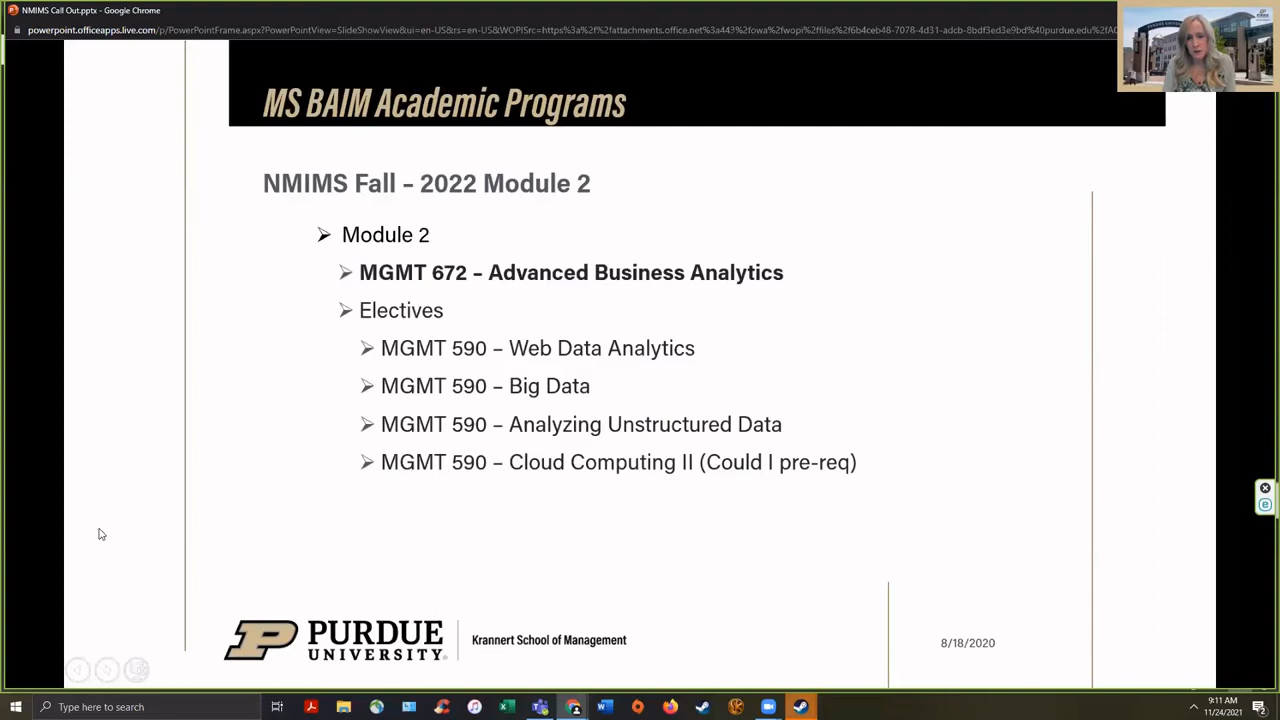 NMIMS Call Out.pptx - Google Chrome
MS BAIM Academic Programs
NMIMS Fall – 2022 Module 2
Module 2
MGMT 672 – Advanced Business Analytics
Electives
MGMT 590 – Web Data Analytics
MGMT 590 – Big Data
MGMT 590 – Analyzing Unstructured Data
MGMT 590 – Cloud Computing II (Could I pre-req)
PURDUE UNIVERSITY
Krannert School of Management
8/18/2020
Type here to search
9:11 AM
11/24/2021